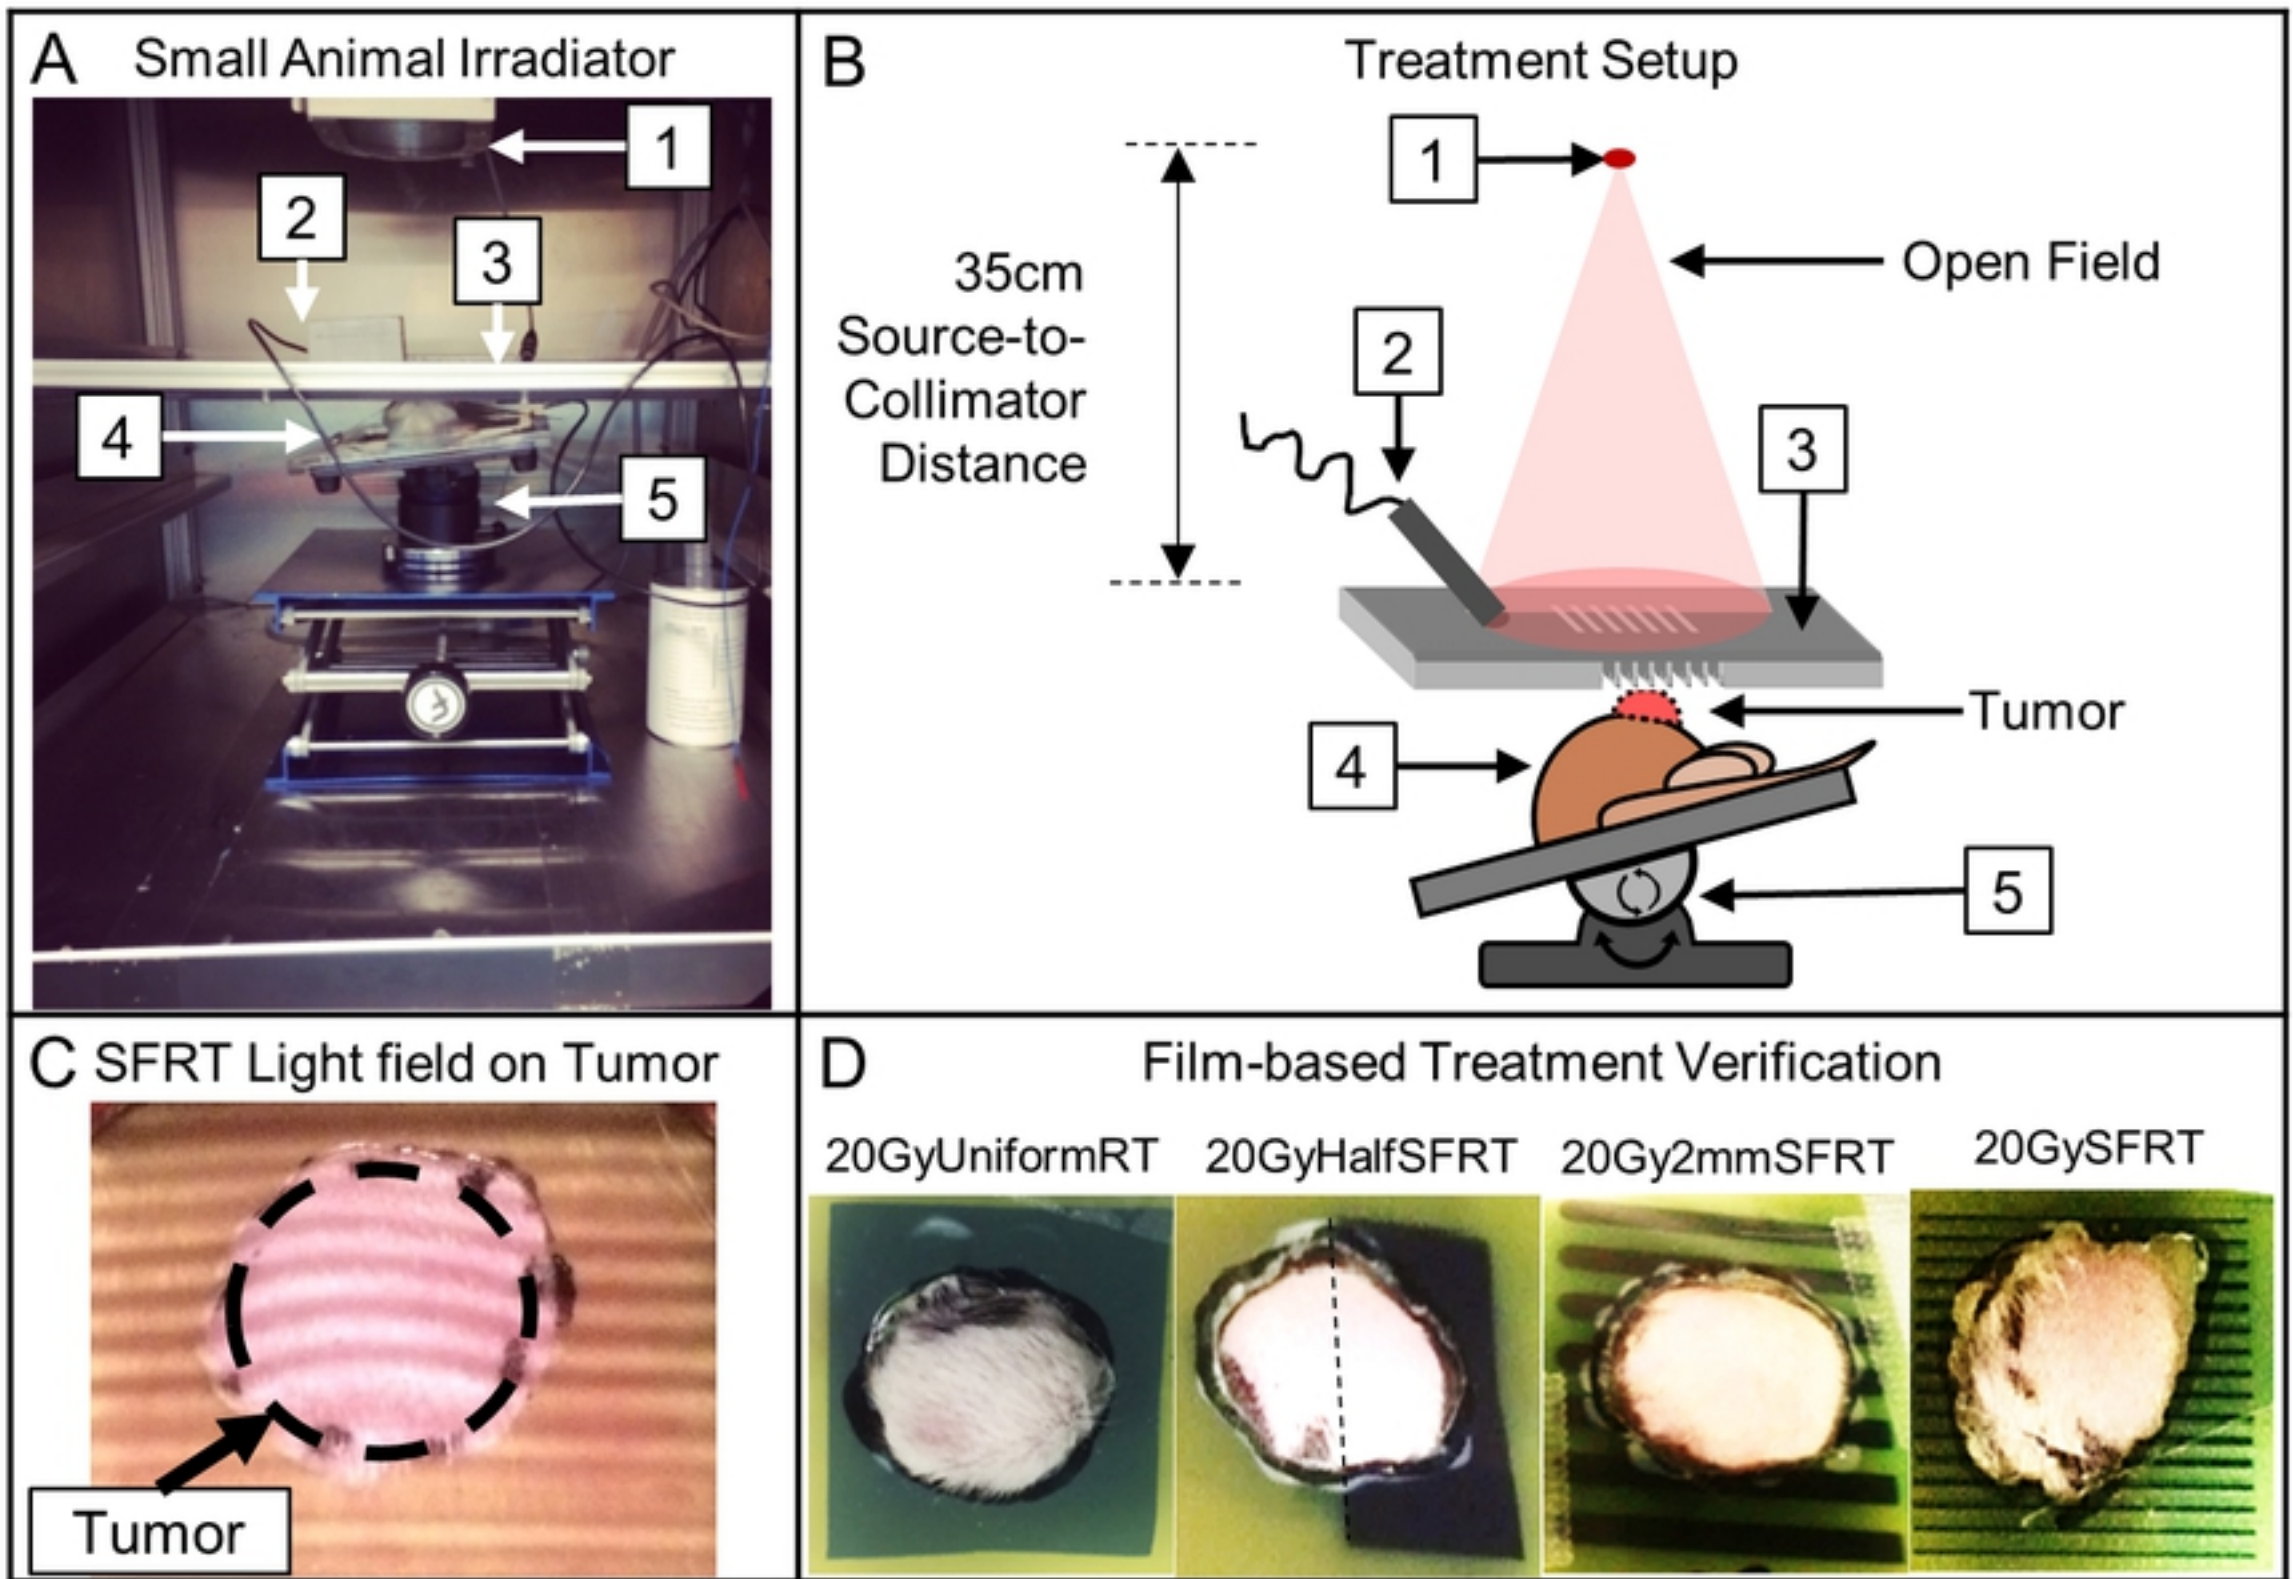 A Small Animal Irradiator
1
2
3
4
5
B Treatment Setup
1
Open Field
35cm
Source-to-
Collimator
Distance
2
3
Tumor
4
5
C SFRT Light field on Tumor
Tumor
D Film-based Treatment Verification
20GyUniformRT 20GyHalfSFRT 20Gy2mmSFRT 20GySFRT